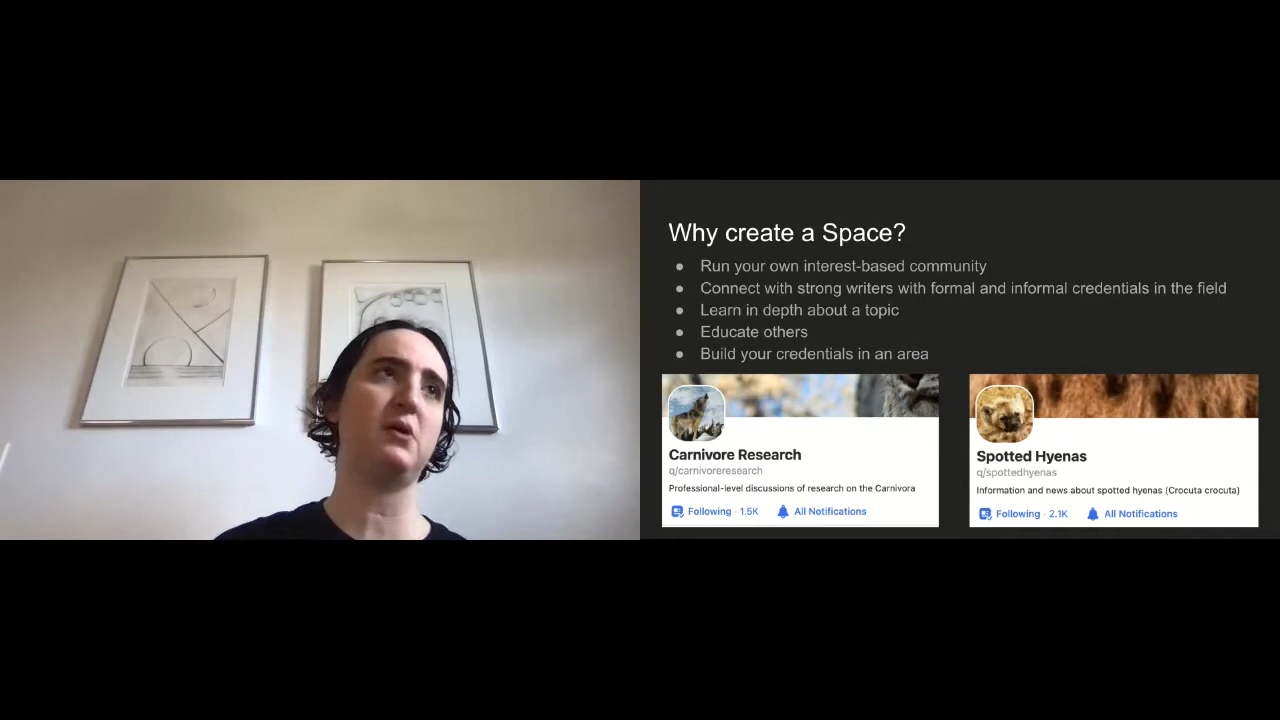 Why create a Space?
● Run your own interest-based community
● Connect with strong writers with formal and informal credentials in the field
● Learn in depth about a topic
● Educate others
● Build your credentials in an area
Carnivore Research
q/carnivoreresearch
Professional-level discussions of research on the Carnivora
Following · 1.5K All Notifications
Spotted Hyenas
q/spottedhyenas
Information and news about spotted hyenas (Crocuta crocuta)
Following · 2.1K All Notifications